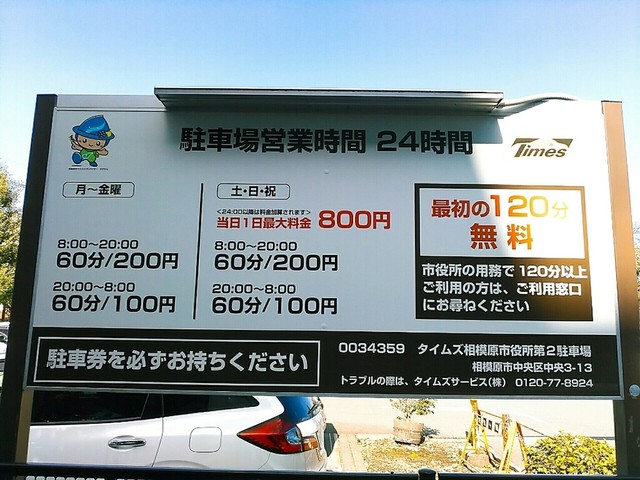 駐車場営業時間 24時間
Times
月～金曜
8:00～20:00
60分/200円
20:00～8:00
60分/100円
土・日・祝
<24:00以降は料金加算されます>
当日1日最大料金 800円
8:00～20:00
60分/200円
20:00～8:00
60分/100円
最初の120分
無料
市役所の用務で120分以上
ご利用の方は、ご利用窓口
にお尋ねください
駐車券を必ずお持ちください
0034359 タイムズ相模原市役所第2駐車場
相模原市中央区中央3-13
トラブルの際は、タイムズサービス(株) 0120-77-8924